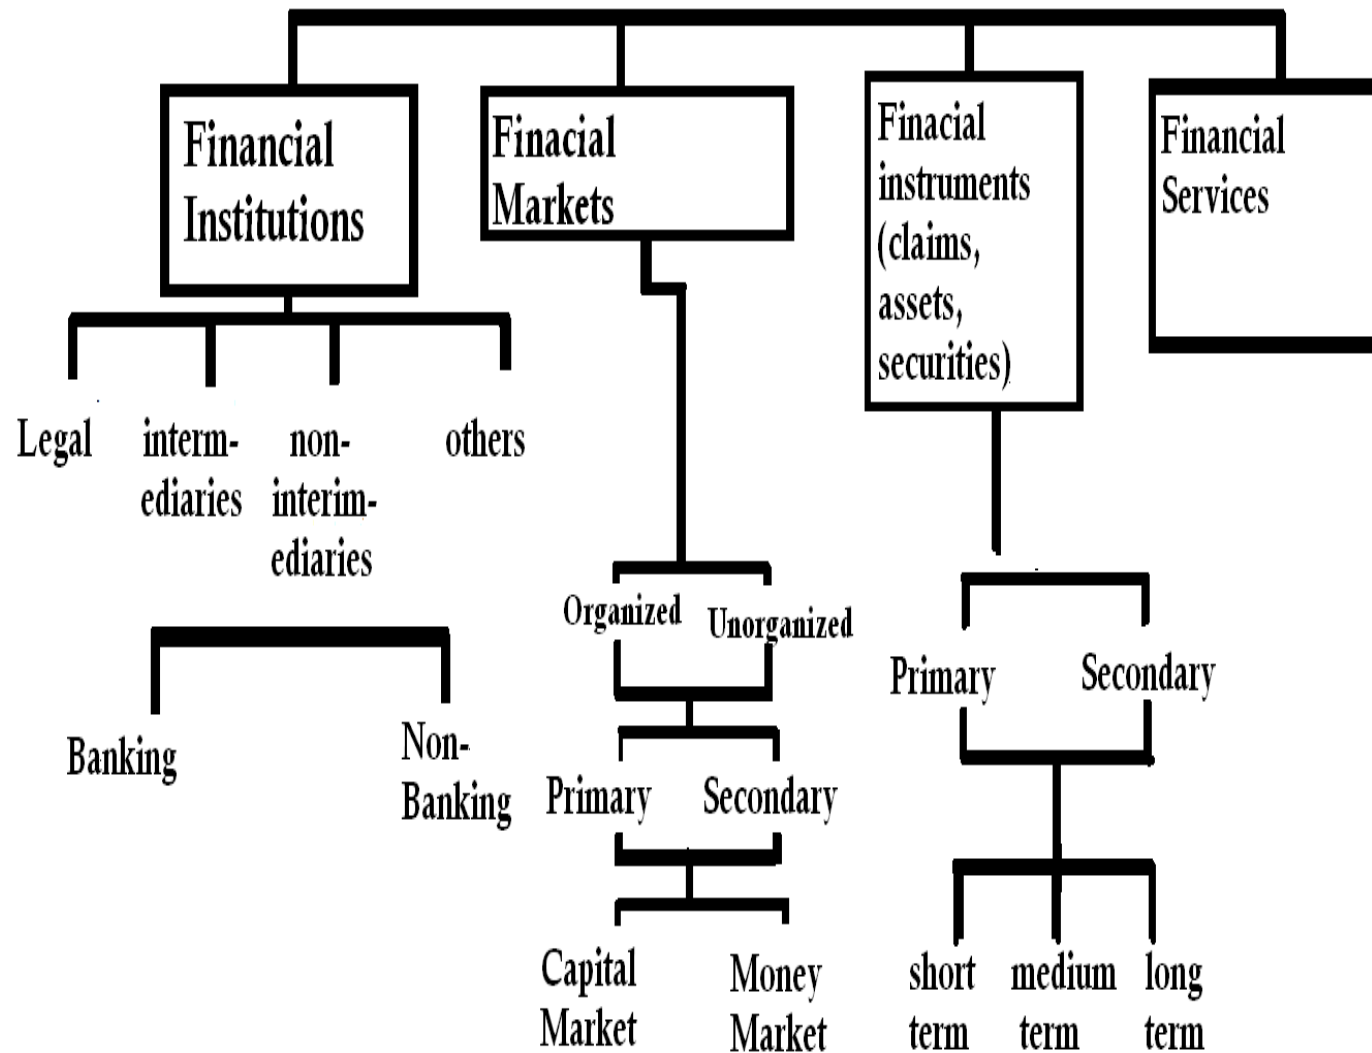 Financial
Institutions
Finacial
Markets
Finacial
instruments
(claims,
assets,
securities)
Financial
Services
Legal
interm-
ediaries
non-
interim-
ediaries
others
Banking
Non-
Banking
Organized
Unorganized
Primary
Secondary
Capital
Market
Money
Market
Primary
Secondary
short
term
medium
term
long
term